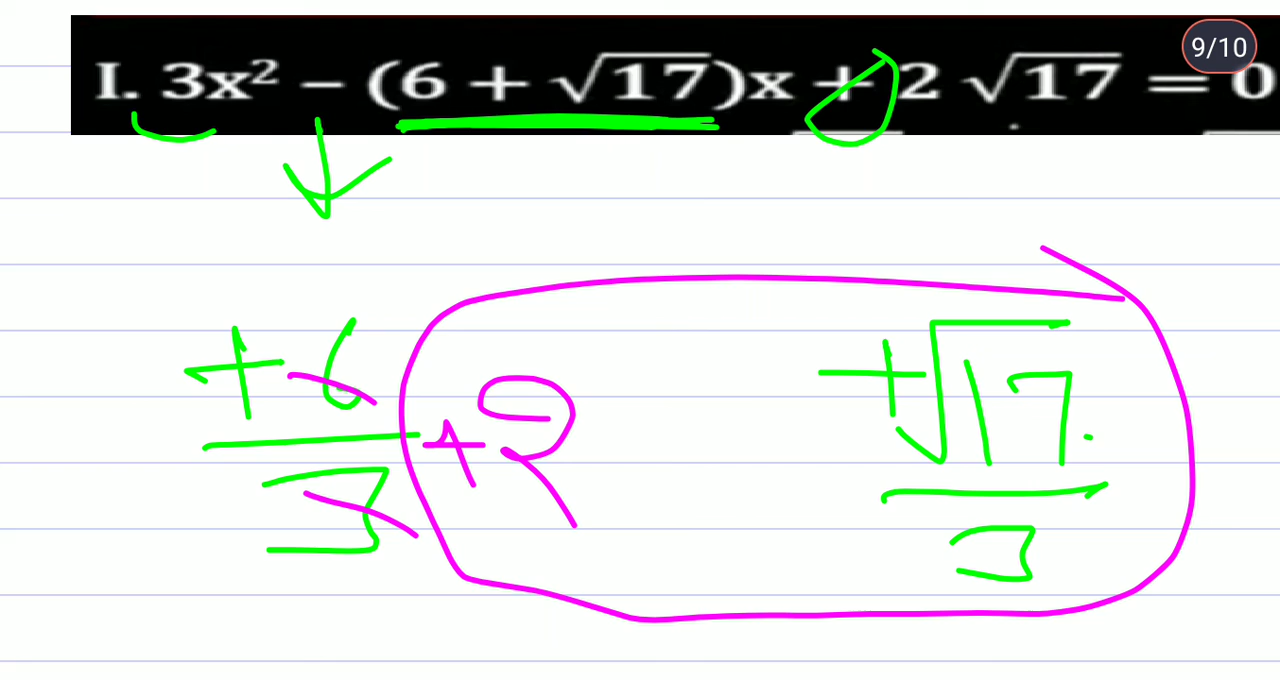 I. 3x² – (6 + √17)x + 2 √17 = 0
9/10
+6/3 +2 +√17/3